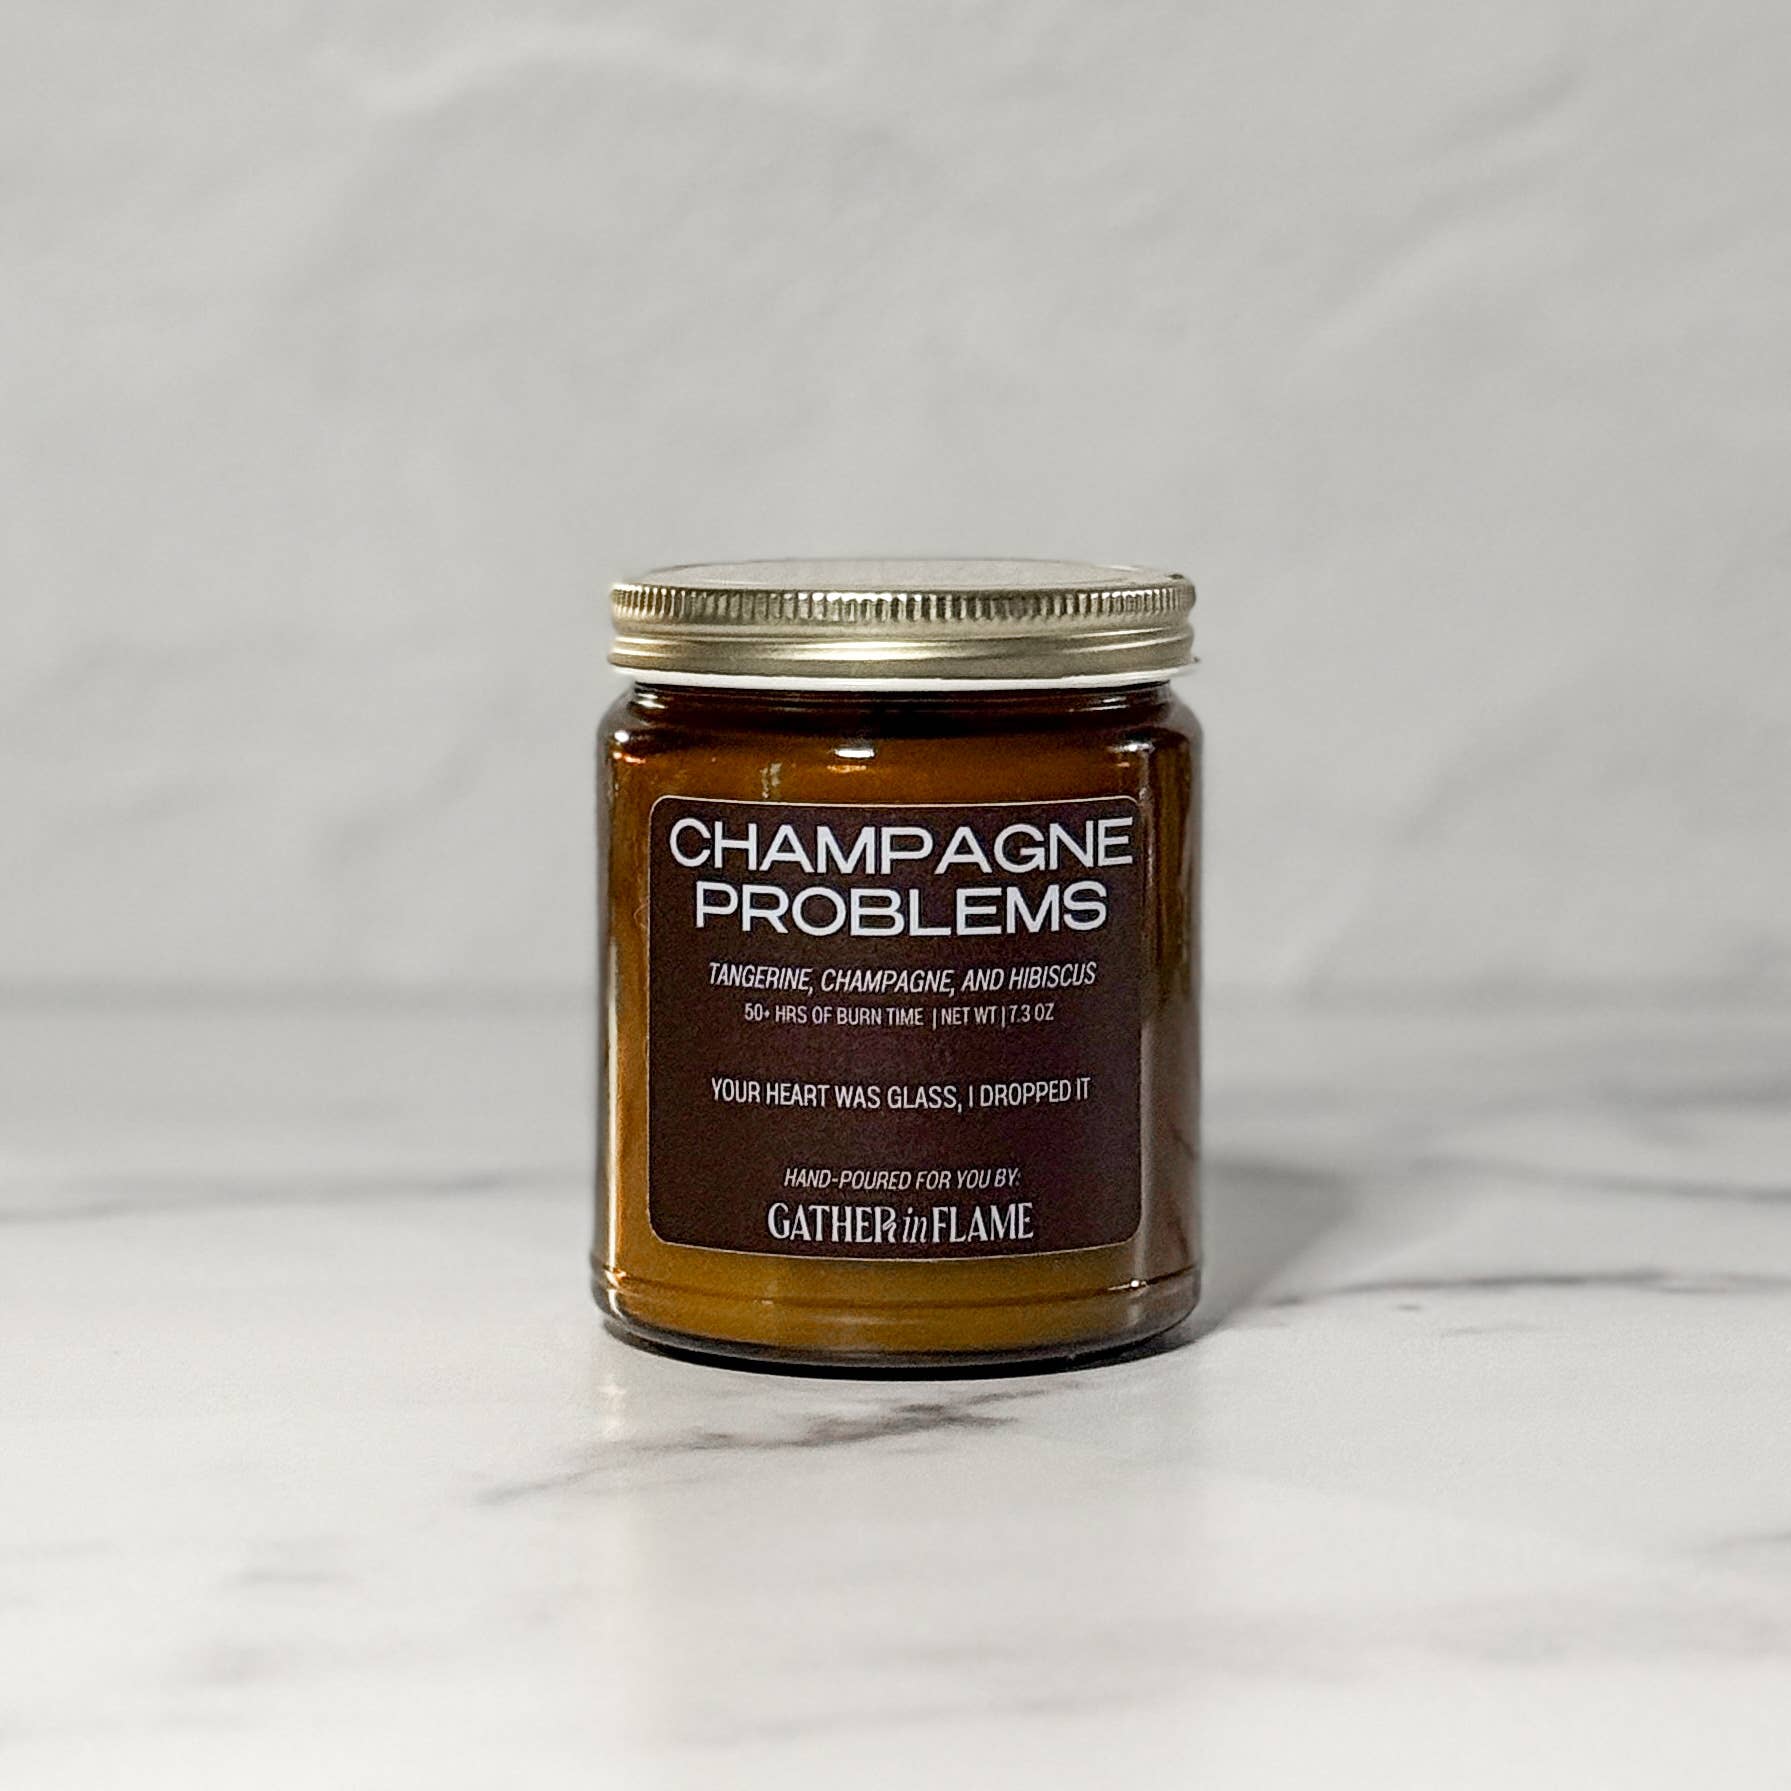 CHAMPAGNE
PROBLEMS
TANGERINE, CHAMPAGNE, AND HIBISCUS
50+ HRS OF BURN TIME | NET WT | 7.3 OZ
YOUR HEART WAS GLASS, I DROPPED IT
HAND-POURED FOR YOU BY:
GATHER in FLAME